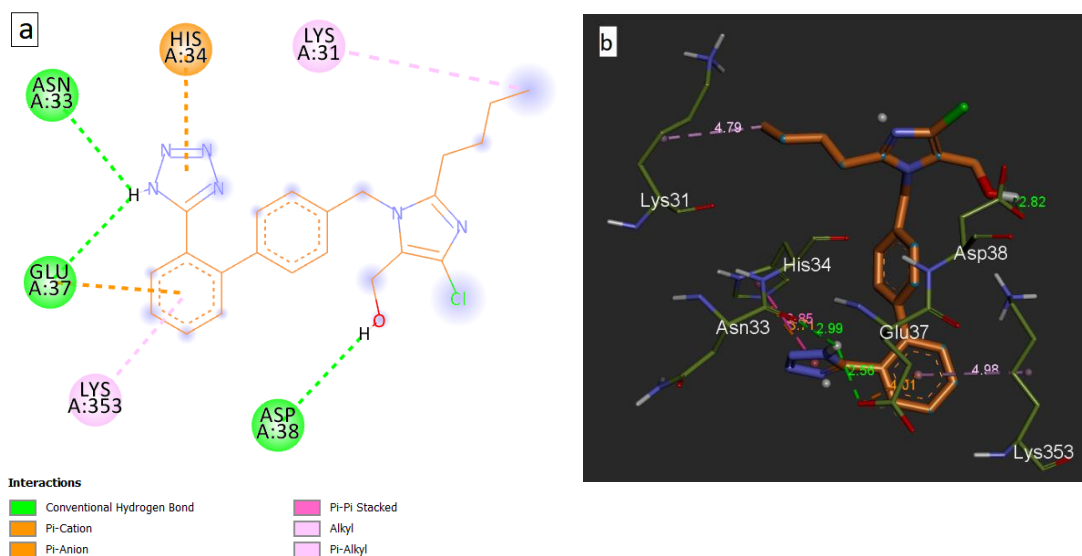 a
HIS
A:34
LYS
A:31
ASN
A:33
N
N
N
N
N
H
N
N
GLU
A:37
Cl
O
H
LYS
A:353
ASP
A:38
Interactions
Conventional Hydrogen Bond
Pi-Cation
Pi-Anion
Pi-Pi Stacked
Alkyl
Pi-Alkyl
b
4.79
Lys31
2.82
Asp38
His34
Asn33
2.99
Glu37
2.56
4.01
4.98
Lys353